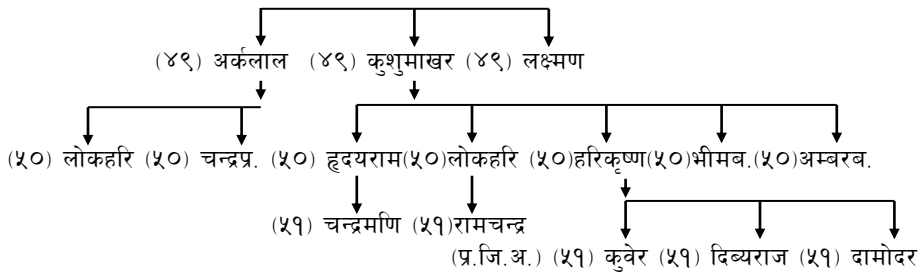 (४९) अर्कलाल (४९) कुशुमाखर (४९) लक्ष्मण
(५०) लोकहरि (५०) चन्द्रप्र. (५०) हृदयराम(५०)लोकहरि (५०)हरिकृष्ण(५०)भीमब.(५०)अम्बरब.
(५१) चन्द्रमणि (५१)रामचन्द्र
(प्र.जि.अ.) (५१) कुवेर (५१) दिब्यराज (५१) दामोदर